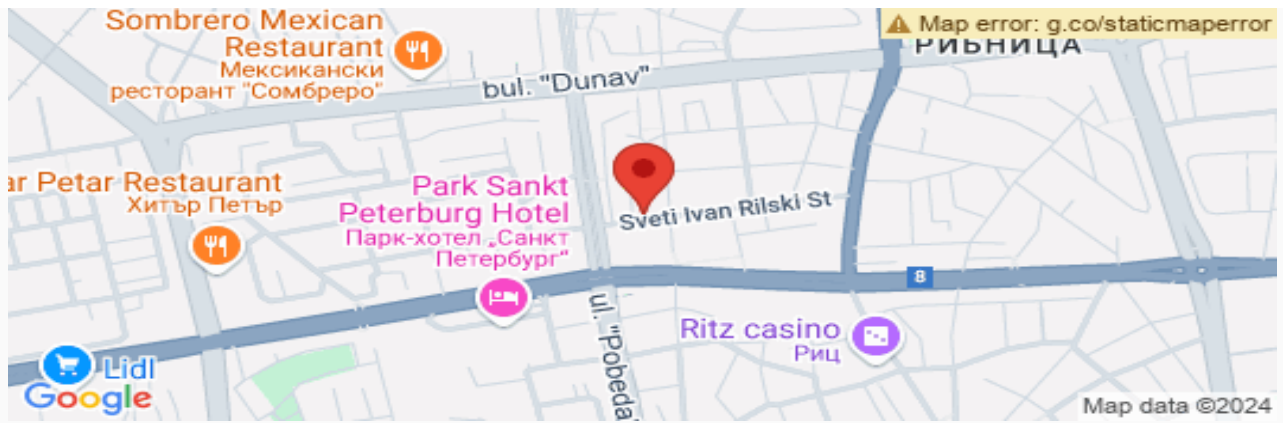 Map error: g.co/staticmaperror
Sombrero Mexican
Restaurant
Мексикански
ресторант "Сомбреро"
РИБНИЦА
bul. "Dunav"
ar Petar Restaurant
Хитър Петър
Park Sankt
Peterburg Hotel
Парк-хотел „Санкт
Петербург“
Sveti Ivan Rilski St
8
ul. "Pobeda"
Ritz casino
Риц
Lidl
Google
Map data ©2024